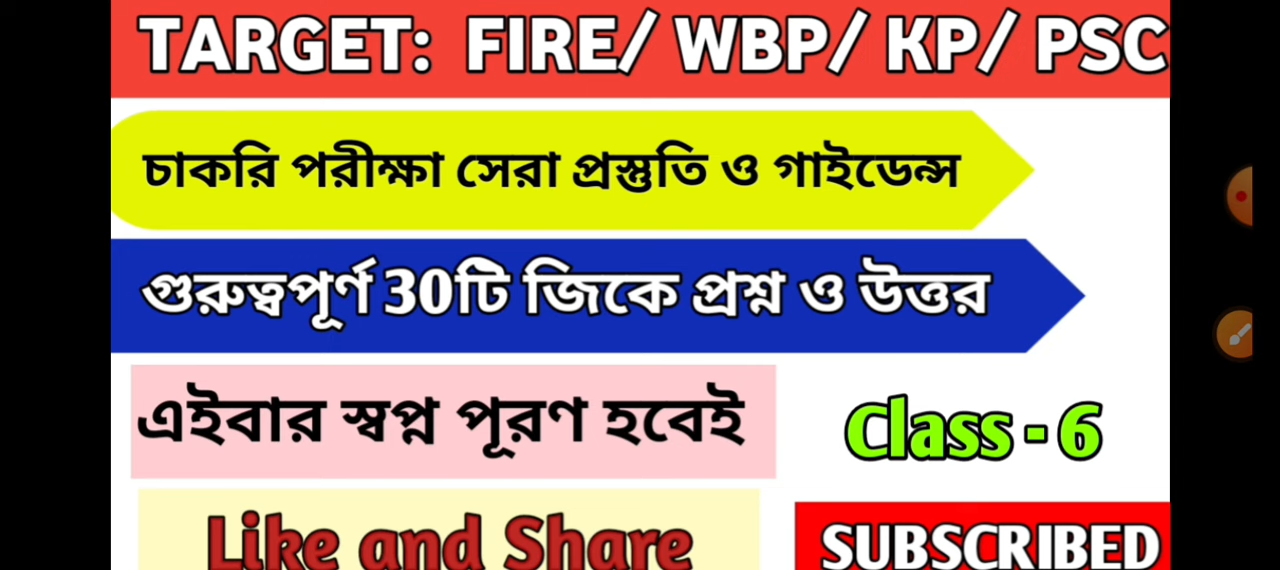 TARGET: FIRE/ WBP/ KP/ PSC
চাকরি পরীক্ষা সেরা প্রস্তুতি ও গাইডেন্স
গুরুত্বপূর্ণ 30টি জিকে প্রশ্ন ও উত্তর
এইবার স্বপ্ন পূরণ হবেই
Class - 6
Like and Share
SUBSCRIBED